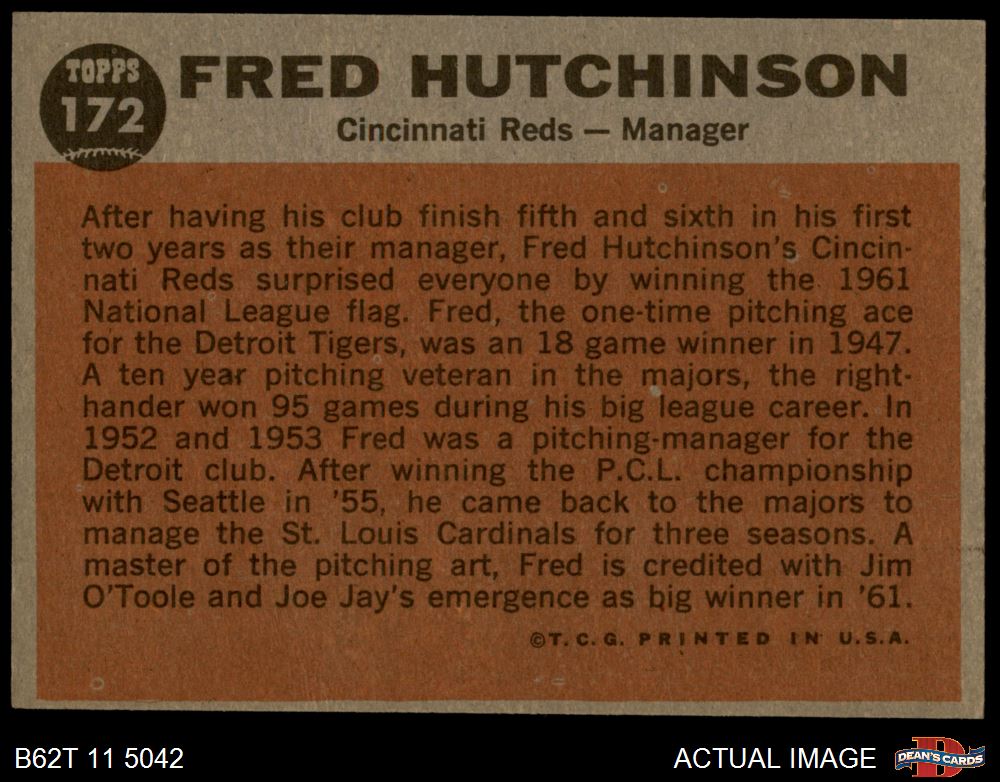 TOPPS
172
FRED HUTCHINSON
Cincinnati Reds — Manager
After having his club finish fifth and sixth in his first
two years as their manager, Fred Hutchinson's Cincin-
nati Reds surprised everyone by winning the 1961
National League flag. Fred, the one-time pitching ace
for the Detroit Tigers, was an 18 game winner in 1947.
A ten year pitching veteran in the majors, the right-
hander won 95 games during his big league career. In
1952 and 1953 Fred was a pitching-manager for the
Detroit club. After winning the P.C.L. championship
with Seattle in '55, he came back to the majors to
manage the St. Louis Cardinals for three seasons. A
master of the pitching art, Fred is credited with Jim
O'Toole and Joe Jay's emergence as big winner in '61.
©T.C.G. PRINTED IN U.S.A.
B62T 11 5042
ACTUAL IMAGE
D
DEAN'S CARDS